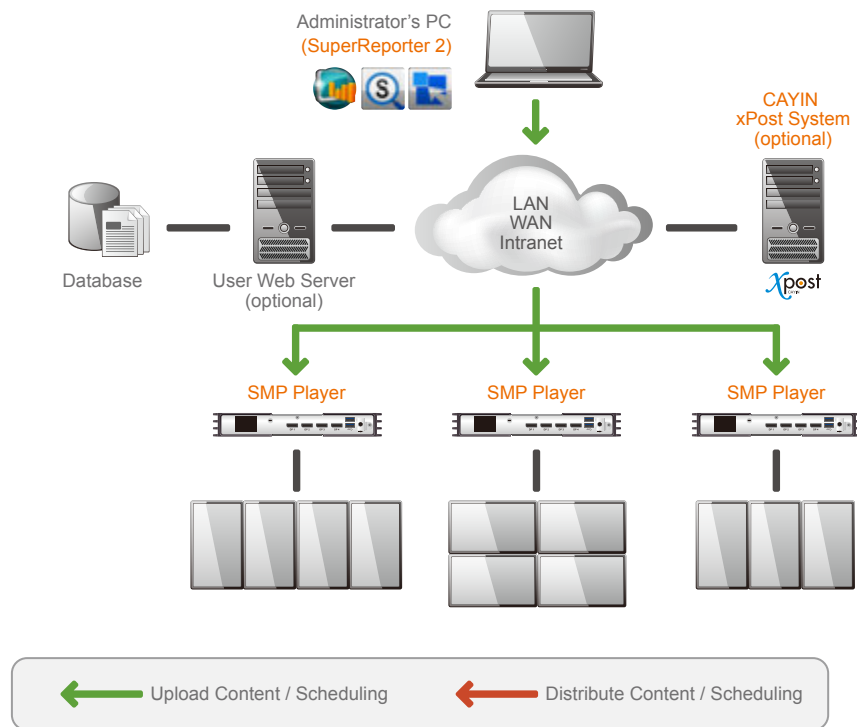 Administrator's PC
(SuperReporter 2)
S
CAYIN
xPost System
(optional)
LAN
WAN
Intranet
Database
User Web Server
(optional)
Xpost
CAYIN
SMP Player
SMP Player
SMP Player
Upload Content / Scheduling
Distribute Content / Scheduling